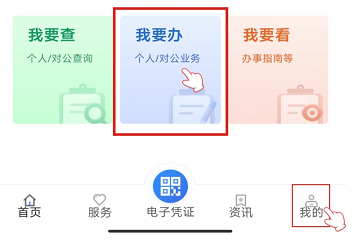 我要查 我要办 我要看
个人/对公查询 个人/对公业务 办事指南等
首页 服务 电子凭证 资讯 我的